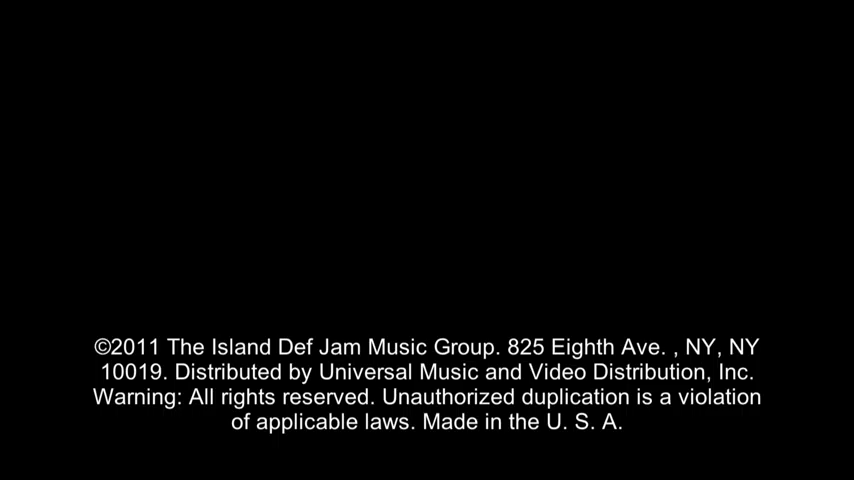 ©2011 The Island Def Jam Music Group. 825 Eighth Ave. , NY, NY
10019. Distributed by Universal Music and Video Distribution, Inc.
Warning: All rights reserved. Unauthorized duplication is a violation
of applicable laws. Made in the U. S. A.